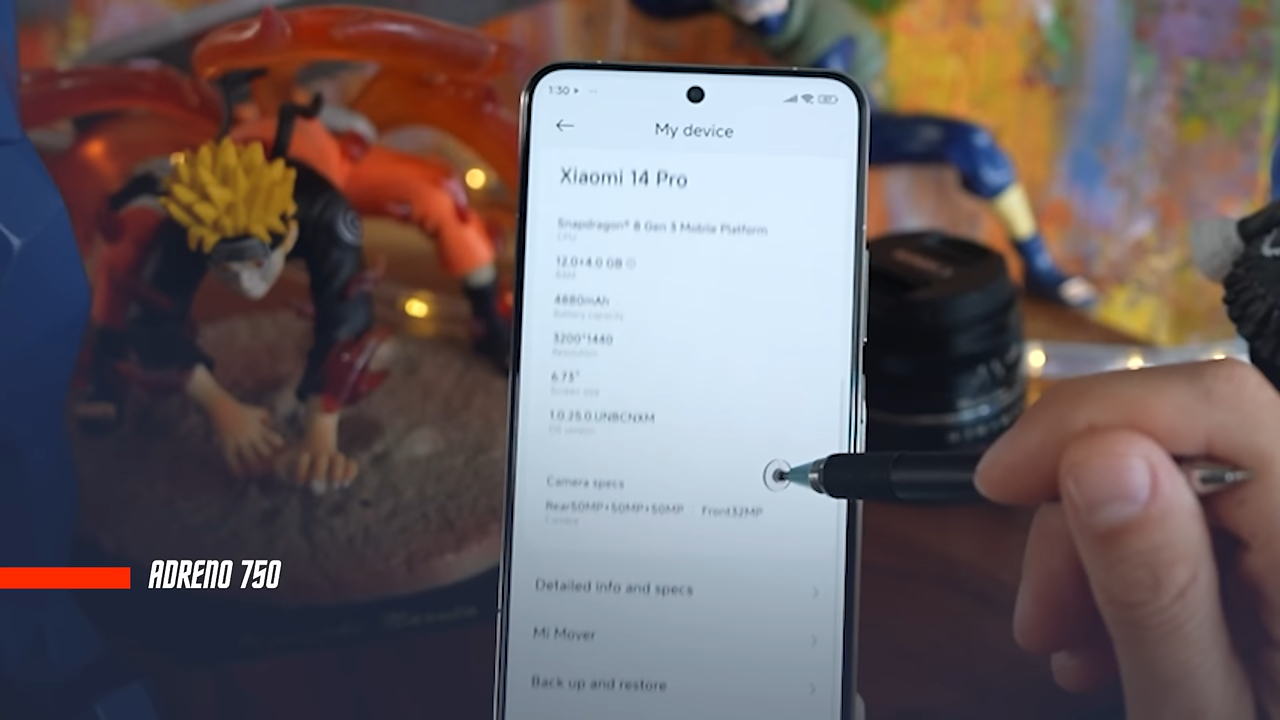 1:30
My device
Xiaomi 14 Pro
Snapdragon® 8 Gen 3 Mobile Platform
CPU
12.0+4.0 GB
RAM
4880mAh
Battery capacity
3200*1440
Resolution
6.73"
Screen size
1.0.25.0.UNBCNXM
OS version
Camera specs
Rear50MP+50MP+50MP Front32MP
Camera
ADRENO 750
Detailed info and specs
Mi Mover
Back up and restore